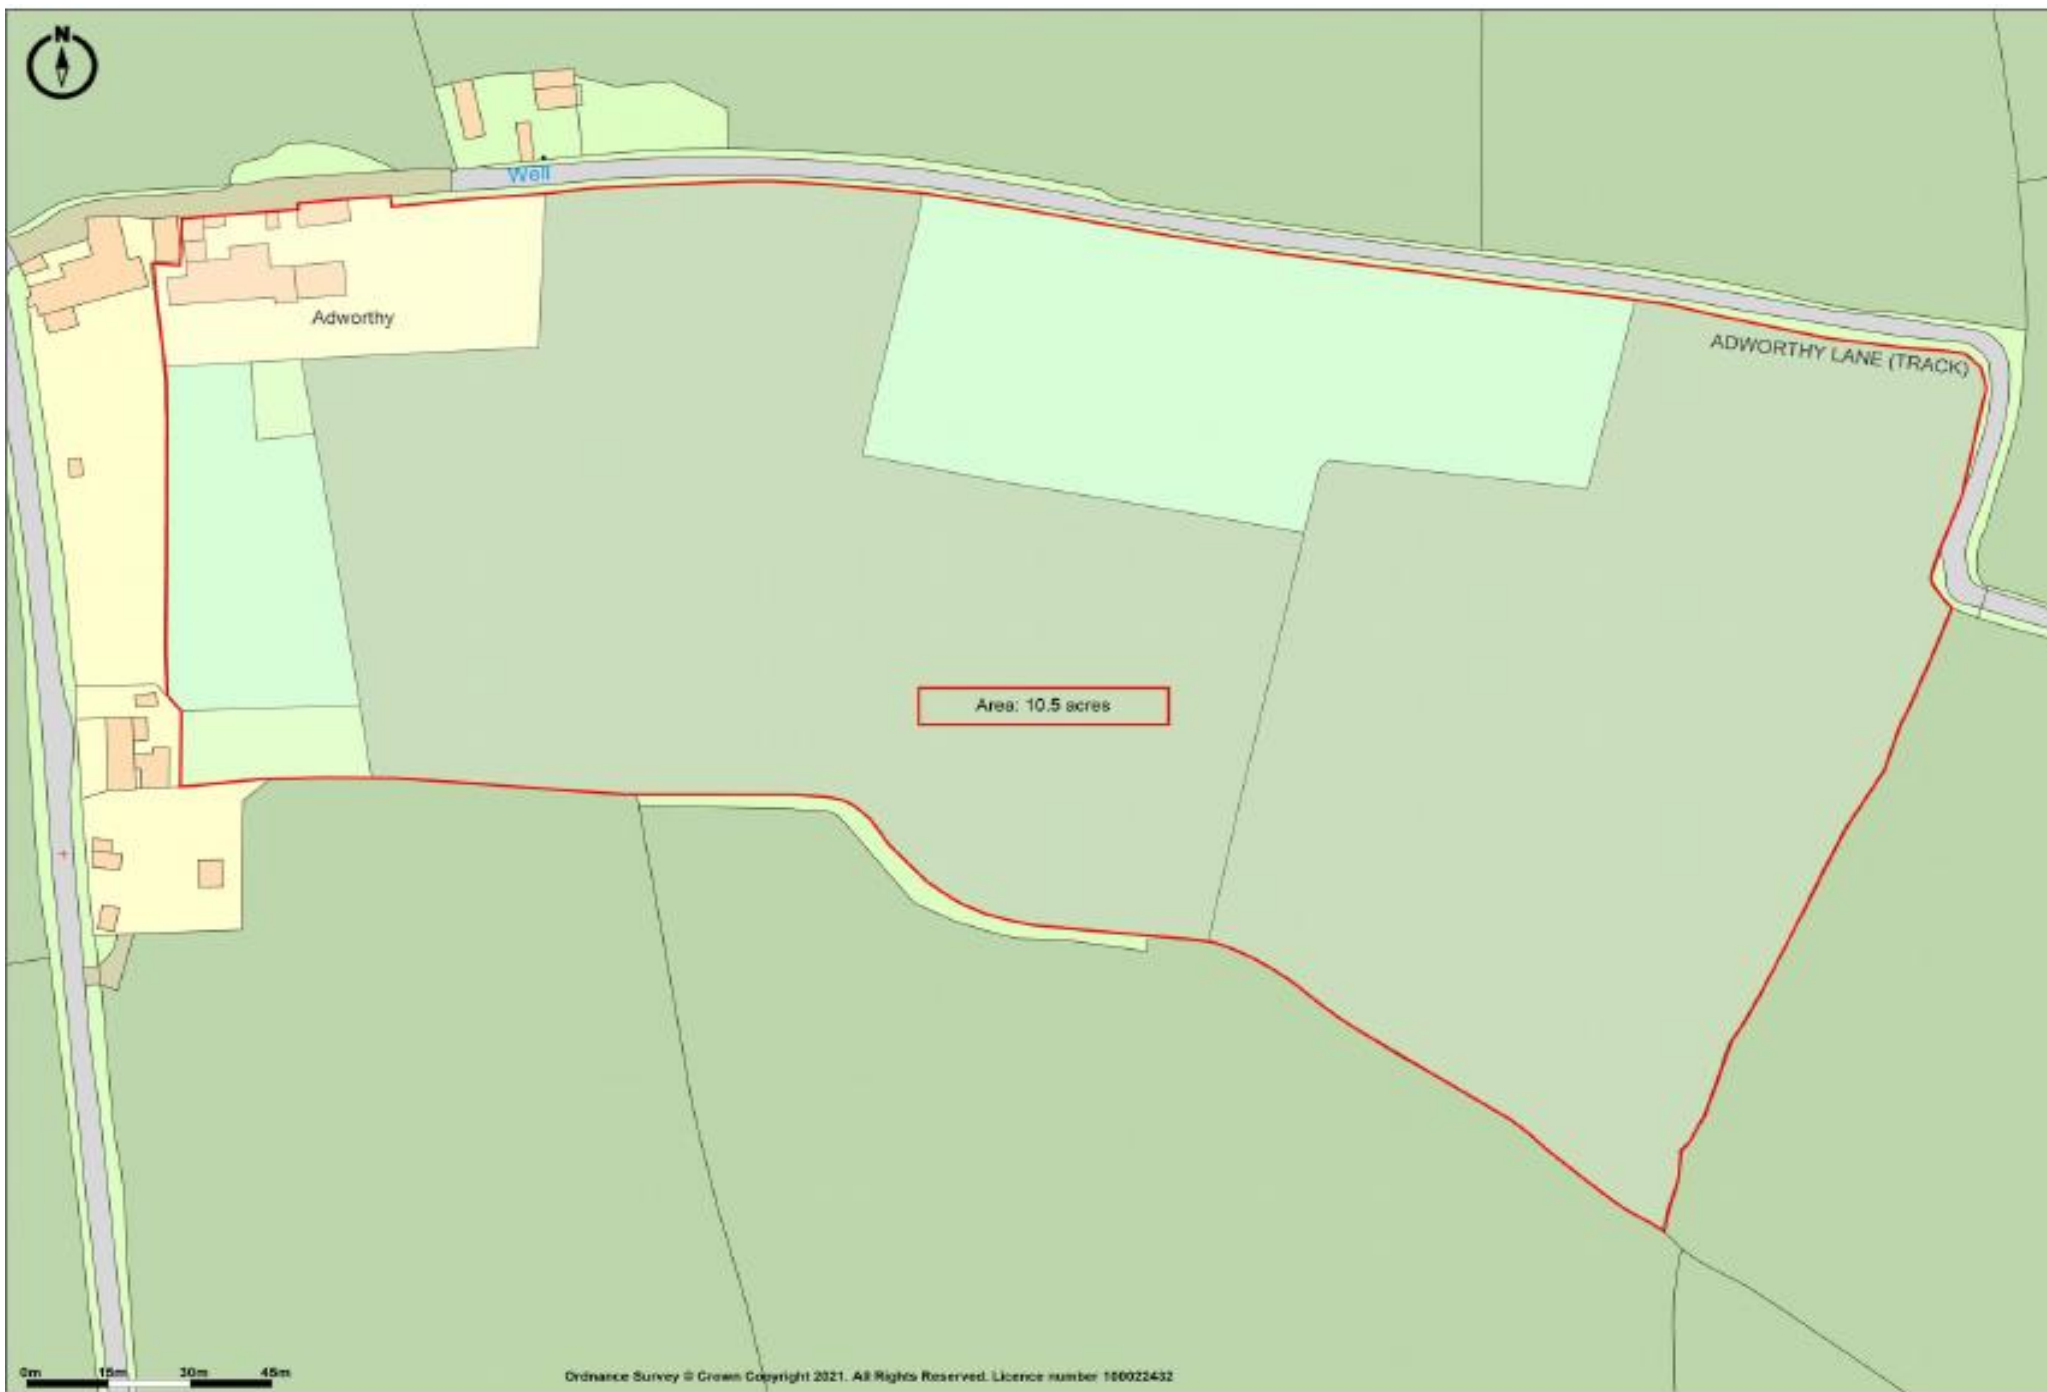 N
Well
Adworthy
ADWORTHY LANE (TRACK)
Area: 10.5 acres
0m 15m 30m 45m
Ordnance Survey © Crown Copyright 2021. All Rights Reserved. Licence number 100022432